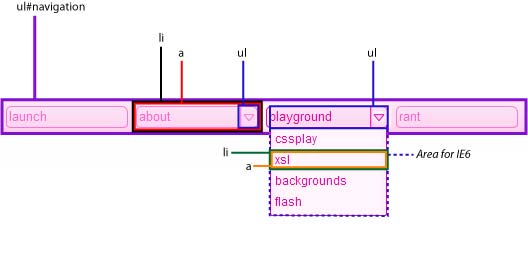 ul#navigation
li
a
ul
ul
launch
about
playground
rant
cssplay
li
xsl
Area for IE6
a
backgrounds
flash